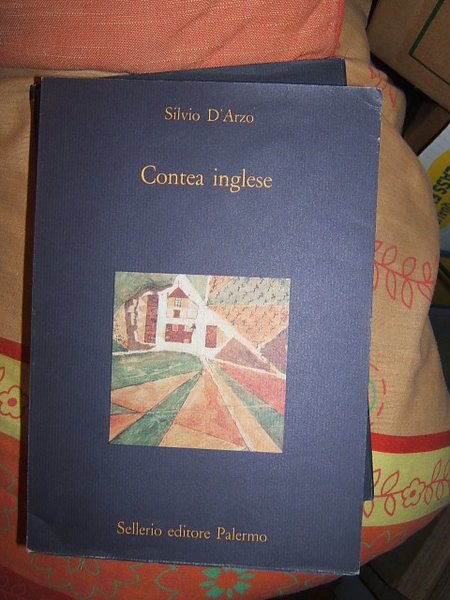 Silvio D'Arzo
Contea inglese
Sellerio editore Palermo